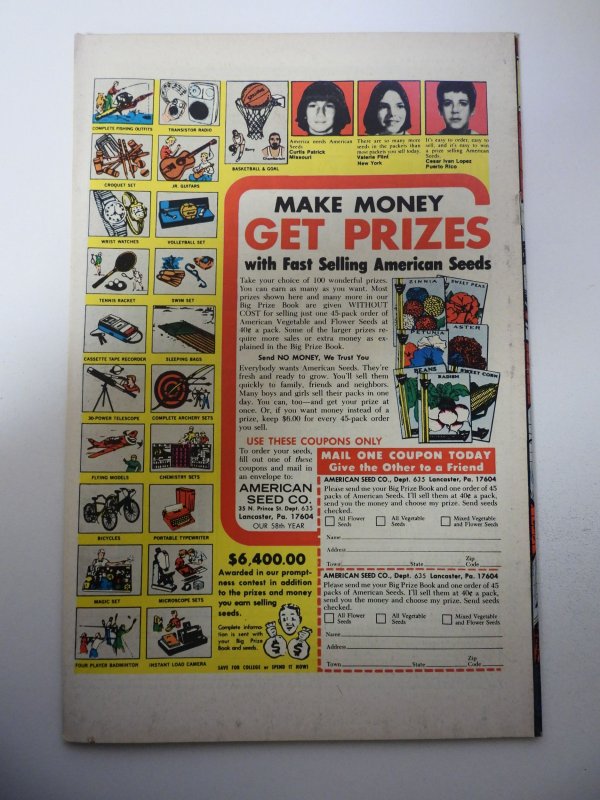 COMPLETE FISHING OUTFITS
TRANSISTOR RADIO
CROQUET SET
JR. GUITARS
WRIST WATCHES
VOLLEYBALL SET
TENNIS RACKET
SWIM SET
CASSETTE TAPE RECORDER
SLEEPING BAGS
30-POWER TELESCOPE
COMPLETE ARCHERY SETS
FLYING MODELS
CHEMISTRY SETS
BICYCLES
PORTABLE TYPEWRITER
MAGIC SET
MICROSCOPE SETS
FOUR PLAYER BADMINTON
INSTANT LOAD CAMERA
BASKETBALL & GOAL
America needs American
Seeds
Curtis Patrick
Missouri
There are so many more
seeds in the packets than
most packets you sell today.
Valerie Flint
New York
It's easy to order, easy to
sell, and it's easy to win
a prize selling American
Seeds.
Cesar Ivan Lopez
Puerto Rico
MAKE MONEY
GET PRIZES
with Fast Selling American Seeds
Take your choice of 100 wonderful prizes.
You can earn as many as you want. Most
prizes shown here and many more in our
Big Prize Book are given WITHOUT
COST for selling just one 45-pack order of
American Vegetable and Flower Seeds at
40¢ a pack. Some of the larger prizes re-
quire more sales or extra money as ex-
plained in the Big Prize Book.
Send NO MONEY, We Trust You
Everybody wants American Seeds. They're
fresh and ready to grow. You'll sell them
quickly to family, friends and neighbors.
Many boys and girls sell their packs in one
day. You can, too—and get your prize at
once. Or, if you want money instead of a
prize, keep $6.00 for every 45-pack order
you sell.
ZINNIA
SWEET PEAS
PETUNIA
ASTER
BEANS
RADISH
SWEET CORN
USE THESE COUPONS ONLY
To order your seeds,
fill out one of these
coupons and mail in
an envelope to:
AMERICAN
SEED CO.
35 N. Prince St. Dept. 635
Lancaster, Pa. 17604
OUR 58th YEAR
MAIL ONE COUPON TODAY
Give the Other to a Friend
AMERICAN SEED CO., Dept. 635 Lancaster, Pa. 17604
Please send me your Big Prize Book and one order of 45
packs of American Seeds. I'll sell them at 40¢ a pack,
send you the money and choose my prize. Send seeds
checked.
All Flower Seeds
All Vegetable Seeds
Mixed Vegetable and Flower Seeds
Name
Address
Town State Zip Code
AMERICAN SEED CO., Dept. 635 Lancaster, Pa. 17604
Please send me your Big Prize Book and one order of 45
packs of American Seeds. I'll sell them at 40¢ a pack,
send you the money and choose my prize. Send seeds
checked.
All Flower Seeds
All Vegetable Seeds
Mixed Vegetable and Flower Seeds
Name
Address
Town State Zip Code
$6,400.00
Awarded in our prompt-
ness contest in addition
to the prizes and money
you earn selling
seeds.
Complete informa-
tion is sent with
your Big Prize
Book and seeds.
$ $
SAVE FOR COLLEGE or SPEND IT NOW!